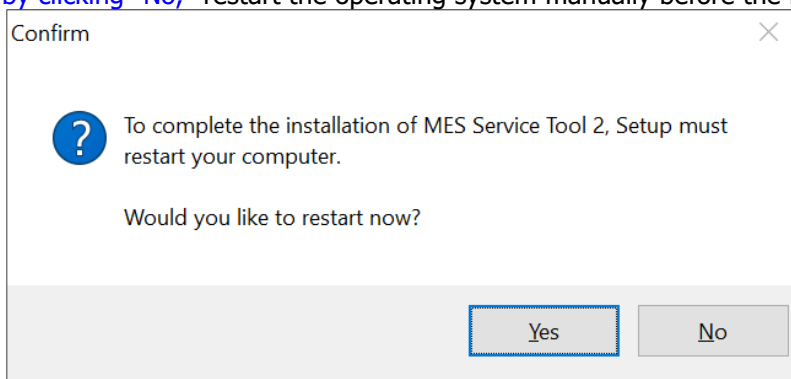 by clicking "No," restart the operating system manually before the
Confirm
To complete the installation of MES Service Tool 2, Setup must
restart your computer.
Would you like to restart now?
Yes
No